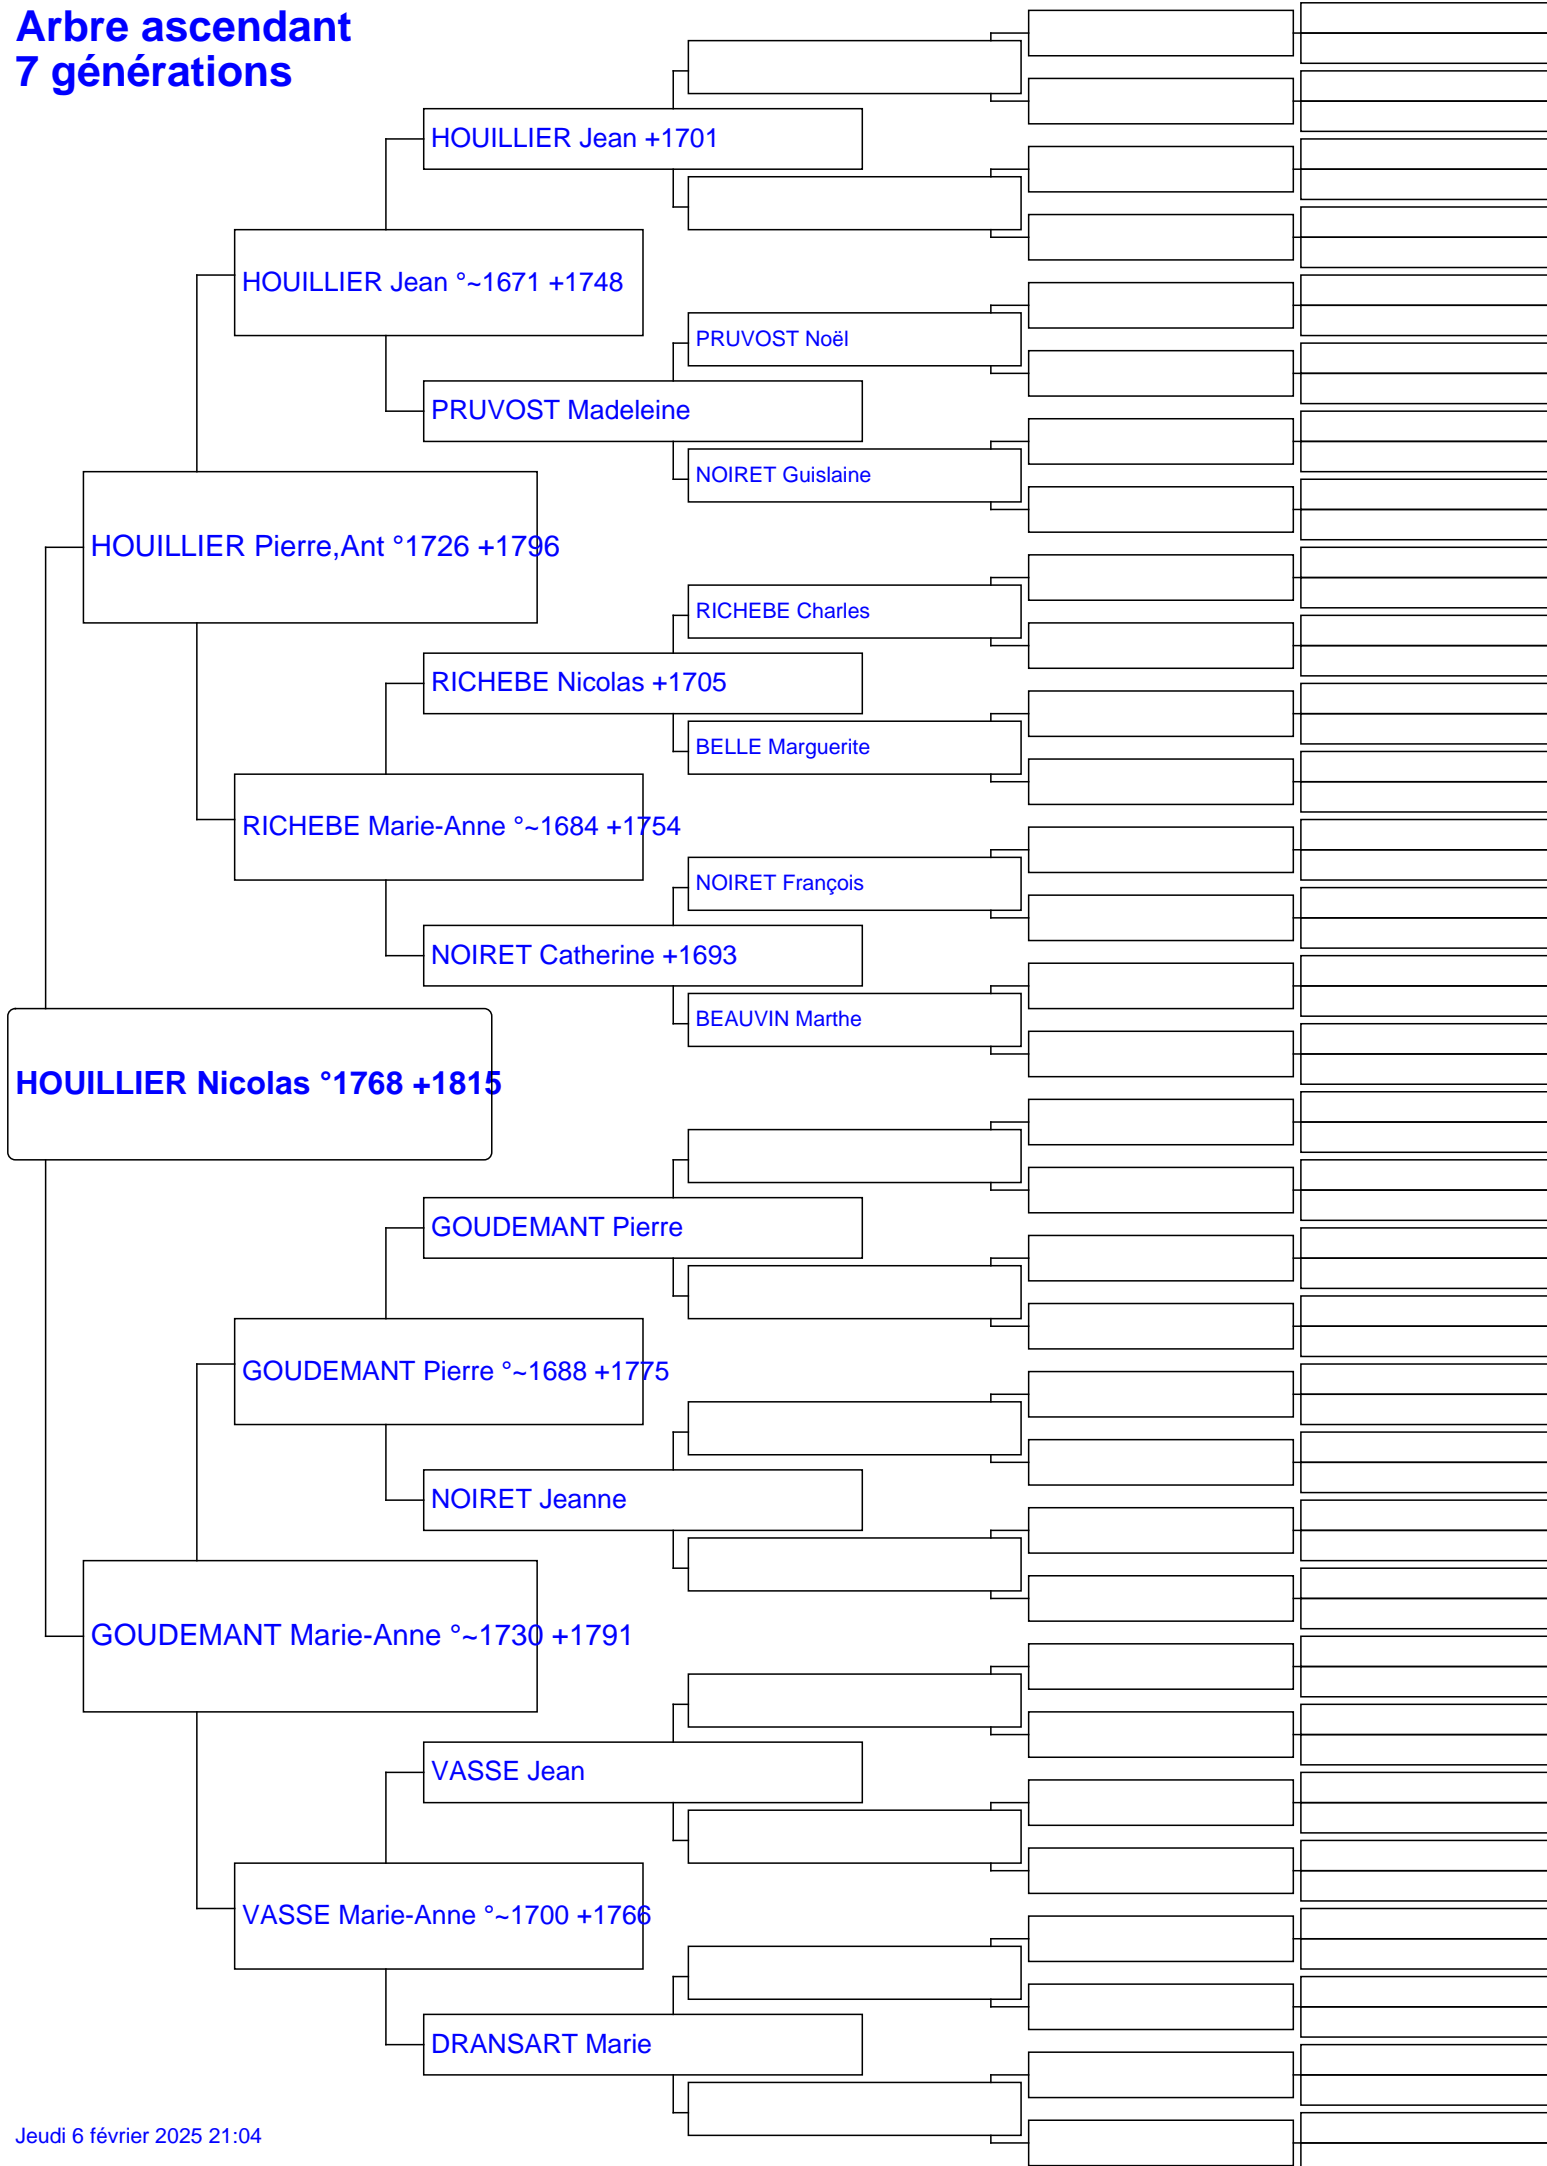 Arbre ascendant
7 générations
HOUILLIER Jean +1701
HOUILLIER Jean °~1671 +1748
PRUVOST Noël
PRUVOST Madeleine
NOIRET Guislaine
HOUILLIER Pierre,Ant °1726 +1796
RICHEBE Charles
RICHEBE Nicolas +1705
BELLE Marguerite
RICHEBE Marie-Anne °~1684 +1754
NOIRET François
NOIRET Catherine +1693
BEAUVIN Marthe
HOUILLIER Nicolas °1768 +1815
GOUDEMANT Pierre
GOUDEMANT Pierre °~1688 +1775
NOIRET Jeanne
GOUDEMANT Marie-Anne °~1730 +1791
VASSE Jean
VASSE Marie-Anne °~1700 +1766
DRANSART Marie
Jeudi 6 février 2025 21:04